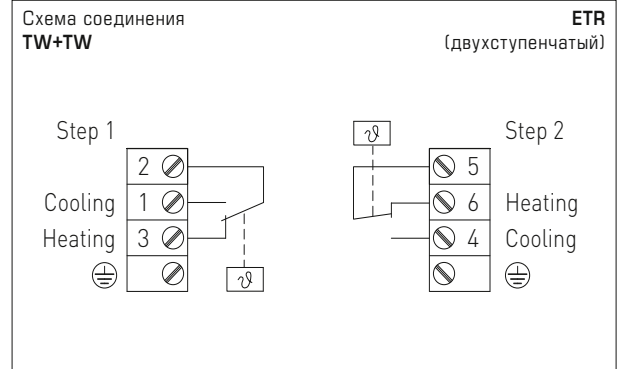 Схема соединения
TW+TW
ETR
(двухступенчатый)
Step 1
2
Cooling 1
Heating 3
ϑ
ϑ
Step 2
5
6 Heating
4 Cooling